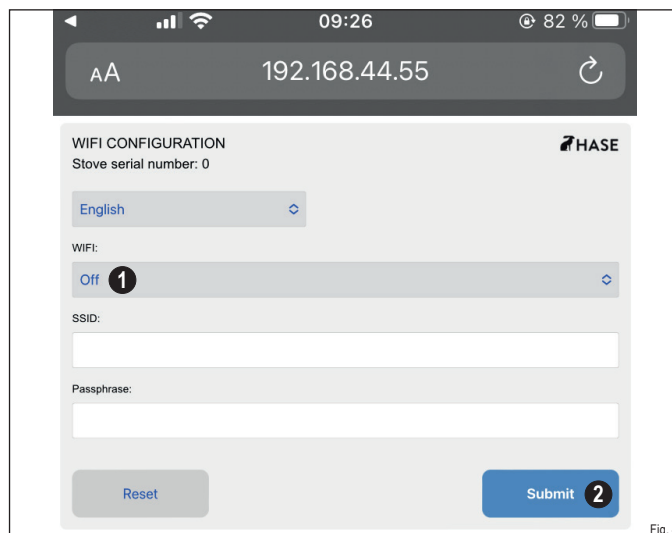 09:26
82 %
AA
192.168.44.55
WIFI CONFIGURATION
HASE
Stove serial number: 0
English
WIFI:
Off 1
SSID:
Passphrase:
Reset
Submit 2
Fig.